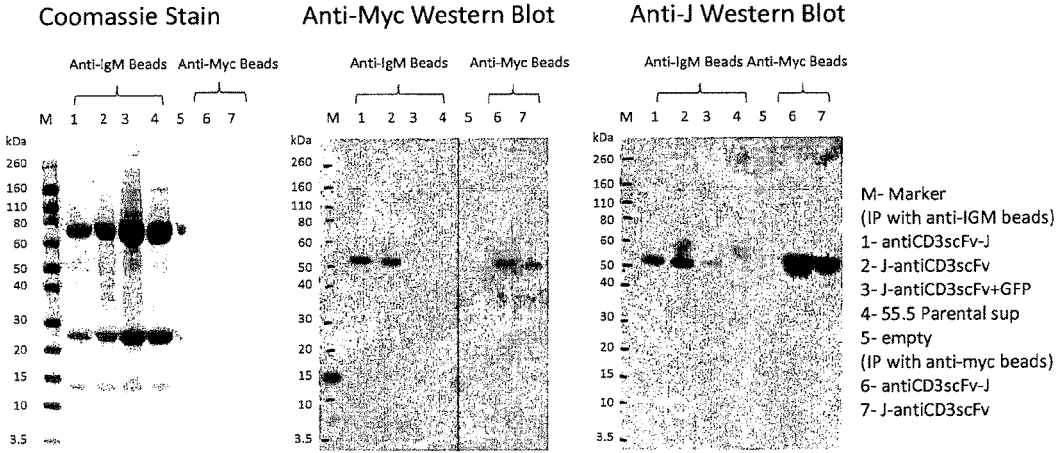 Coomassie Stain
Anti-IgM Beads Anti-Myc Beads
M 1 2 3 4 5 6 7
kDa
260
160
110
80
60
50
40
30
20
15
10
3.5
Anti-Myc Western Blot
Anti-IgM Beads Anti-Myc Beads
M 1 2 3 4 5 6 7
kDa
260
160
110
80
60
50
40
30
20
15
10
3.5
Anti-J Western Blot
Anti-IgM Beads Anti-Myc Beads
M 1 2 3 4 5 6 7
kDa
260
160
110
80
60
50
40
30
20
15
10
3.5
M- Marker
(IP with anti-IGM beads)
1- antiCD3scFv-J
2- J-antiCD3scFv
3- J-antiCD3scFv+GFP
4- 55.5 Parental sup
5- empty
(IP with anti-myc beads)
6- antiCD3scFv-J
7- J-antiCD3scFv